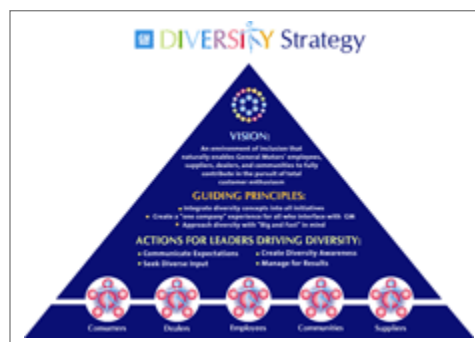 GM DIVERSITY Strategy
VISION:
An environment of inclusion that
naturally enables General Motors' employees,
suppliers, dealers, and communities to fully
contribute in the pursuit of total
customer enthusiasm
GUIDING PRINCIPLES:
Integrate diversity concepts into all initiatives
Create a "one company" experience for all who interface with GM
Approach diversity with "Big and Fast" in mind
ACTIONS FOR LEADERS DRIVING DIVERSITY:
Communicate Expectations Create Diversity Awareness
Seek Diverse Input Manage for Results
Consumers Dealers Employees Communities Suppliers